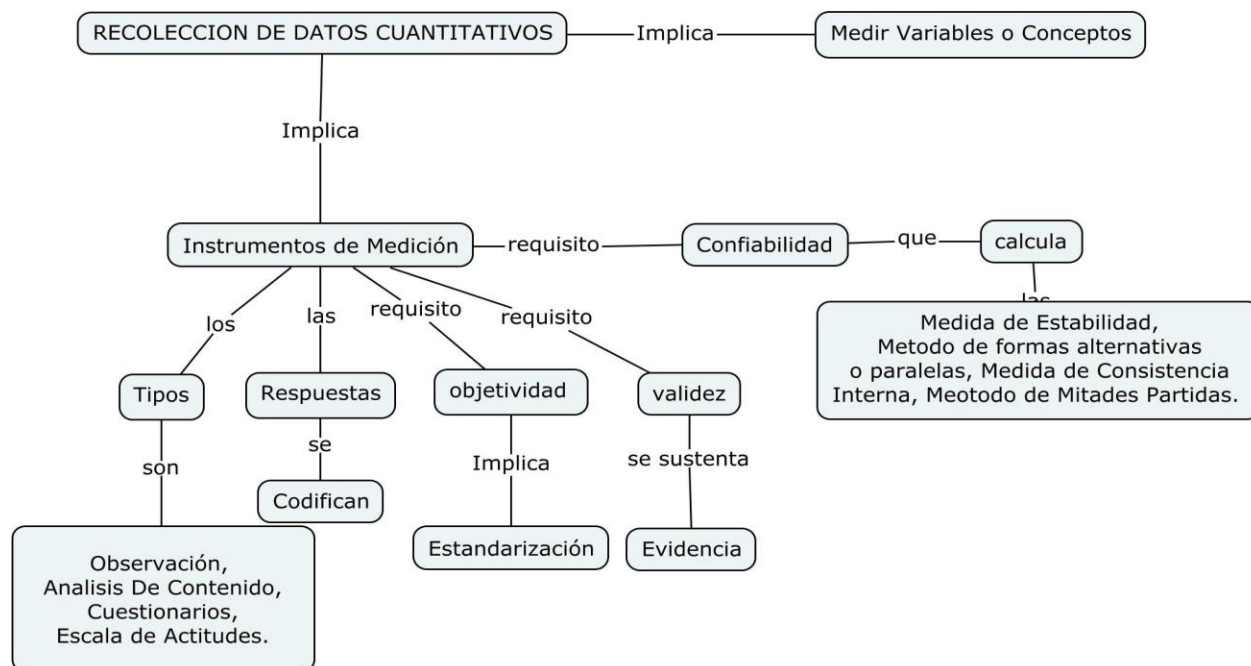 RECOLECCION DE DATOS CUANTITATIVOS
Implica
Medir Variables o Conceptos
Implica
Instrumentos de Medición
requisito
Confiabilidad
que
calcula
las
los
las
requisito
requisito
Medida de Estabilidad,
Metodo de formas alternativas
o paralelas, Medida de Consistencia
Interna, Meotodo de Mitades Partidas.
Tipos
Respuestas
objetividad
validez
son
se
Implica
se sustenta
Codifican
Estandarización
Evidencia
Observación,
Analisis De Contenido,
Cuestionarios,
Escala de Actitudes.